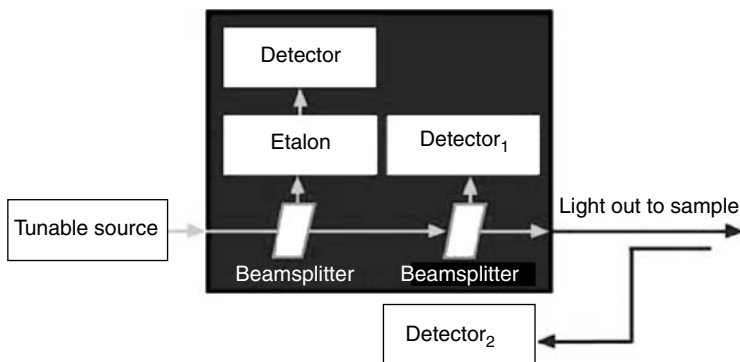 Detector
Etalon
Detector₁
Tunable source
Light out to sample
Beamsplitter
Beamsplitter
Detector₂